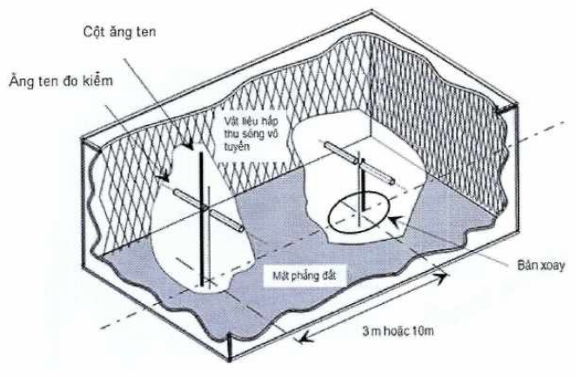 Cột ăng ten
Ăng ten đo kiểm
Vật liệu hấp
thu sóng vô
tuyến
Mặt phẳng đất
Bàn xoay
3 m hoặc 10m